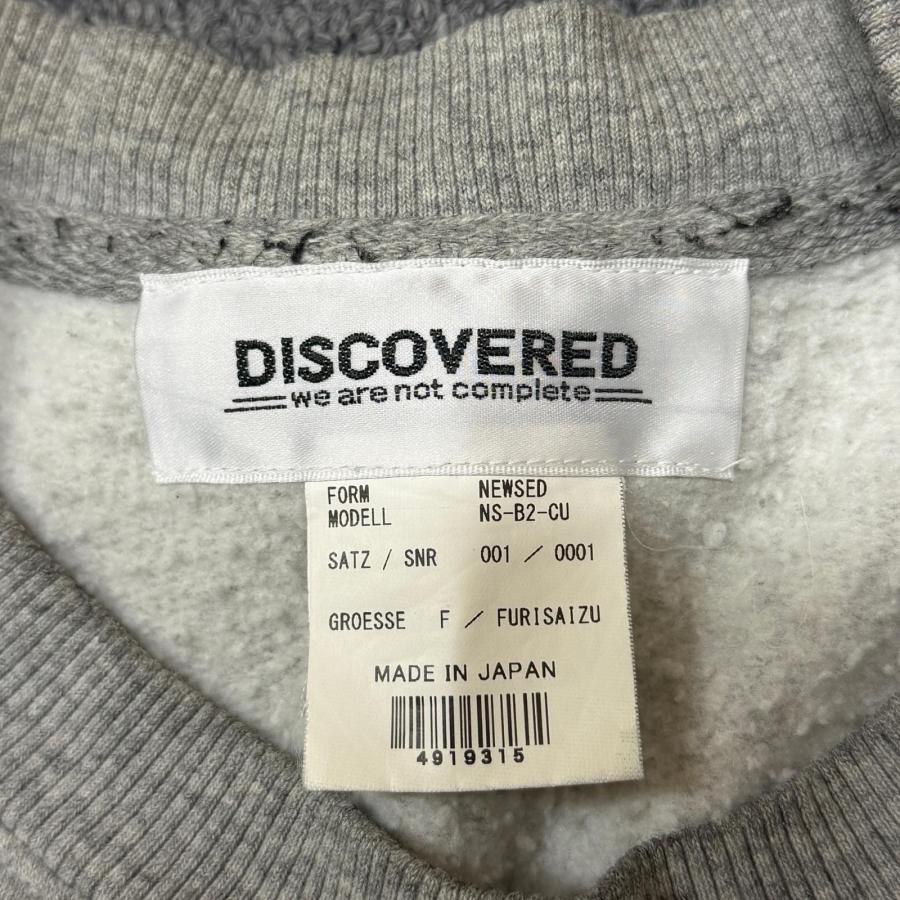 DISCOVERED
we are not complete
FORM NEWSED
MODELL NS-B2-CU
SATZ / SNR 001 / 0001
GROESSE F / FURISAIZU
MADE IN JAPAN
4919315